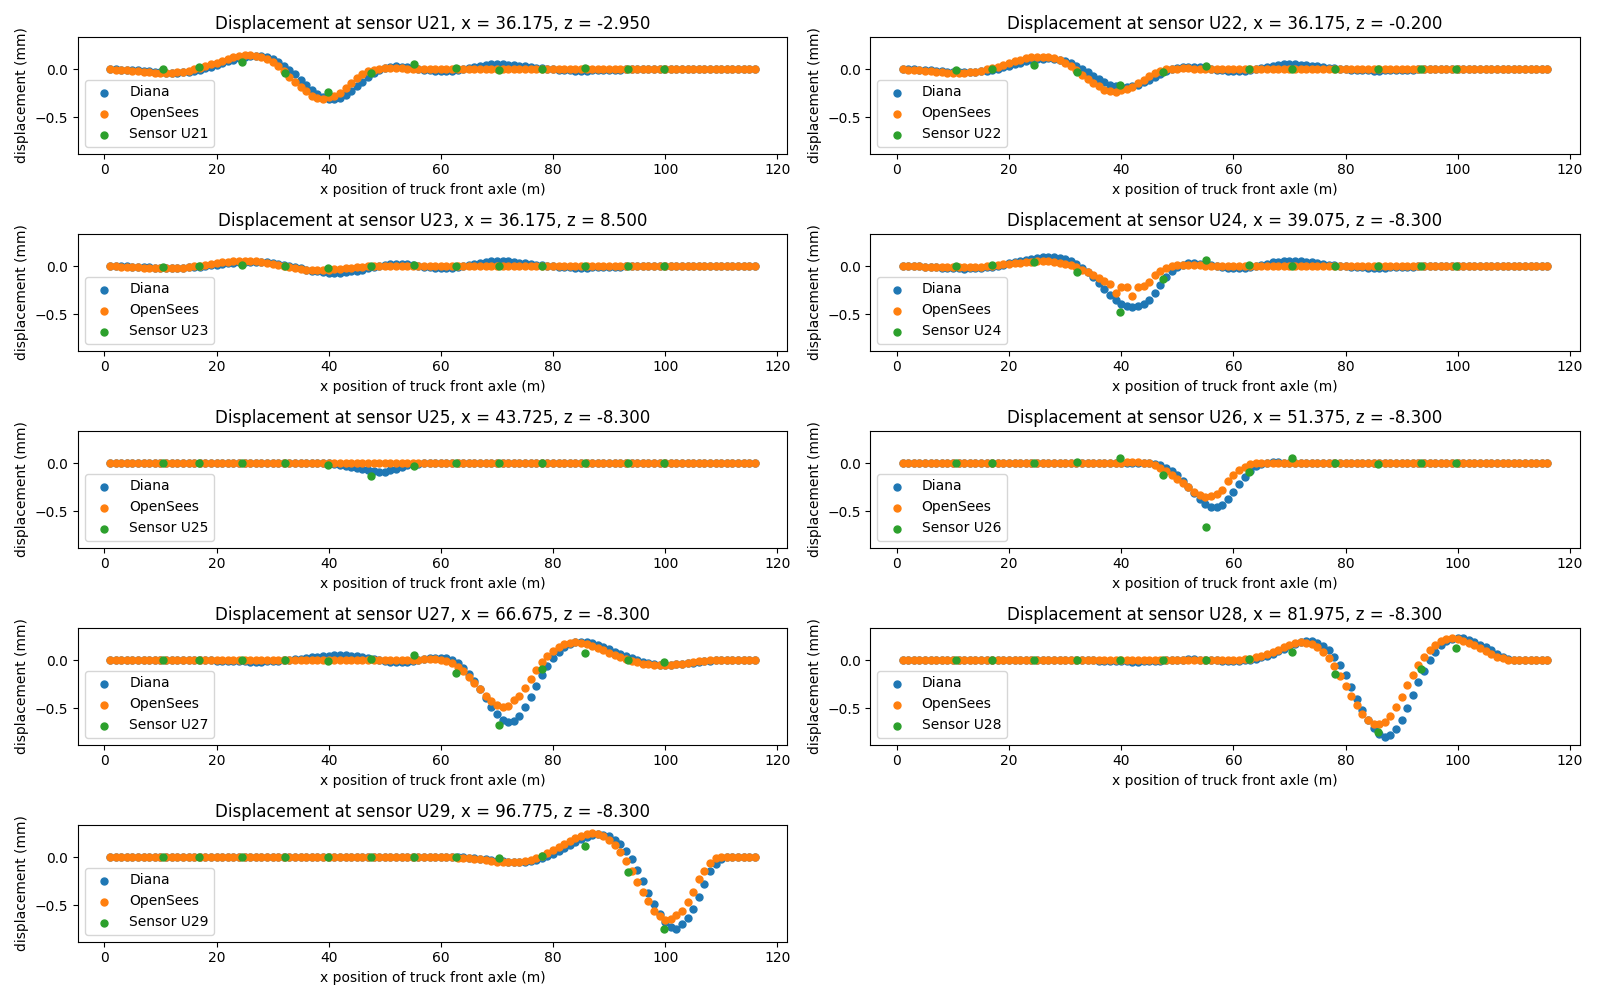 Displacement at sensor U21, x = 36.175, z = -2.950
displacement (mm)
0.0
−0.5
Diana
OpenSees
Sensor U21
0 20 40 60 80 100 120
x position of truck front axle (m)
Displacement at sensor U22, x = 36.175, z = -0.200
displacement (mm)
0.0
−0.5
Diana
OpenSees
Sensor U22
0 20 40 60 80 100 120
x position of truck front axle (m)
Displacement at sensor U23, x = 36.175, z = 8.500
displacement (mm)
0.0
−0.5
Diana
OpenSees
Sensor U23
0 20 40 60 80 100 120
x position of truck front axle (m)
Displacement at sensor U24, x = 39.075, z = -8.300
displacement (mm)
0.0
−0.5
Diana
OpenSees
Sensor U24
0 20 40 60 80 100 120
x position of truck front axle (m)
Displacement at sensor U25, x = 43.725, z = -8.300
displacement (mm)
0.0
−0.5
Diana
OpenSees
Sensor U25
0 20 40 60 80 100 120
x position of truck front axle (m)
Displacement at sensor U26, x = 51.375, z = -8.300
displacement (mm)
0.0
−0.5
Diana
OpenSees
Sensor U26
0 20 40 60 80 100 120
x position of truck front axle (m)
Displacement at sensor U27, x = 66.675, z = -8.300
displacement (mm)
0.0
−0.5
Diana
OpenSees
Sensor U27
0 20 40 60 80 100 120
x position of truck front axle (m)
Displacement at sensor U28, x = 81.975, z = -8.300
displacement (mm)
0.0
−0.5
Diana
OpenSees
Sensor U28
0 20 40 60 80 100 120
x position of truck front axle (m)
Displacement at sensor U29, x = 96.775, z = -8.300
displacement (mm)
0.0
−0.5
Diana
OpenSees
Sensor U29
0 20 40 60 80 100 120
x position of truck front axle (m)